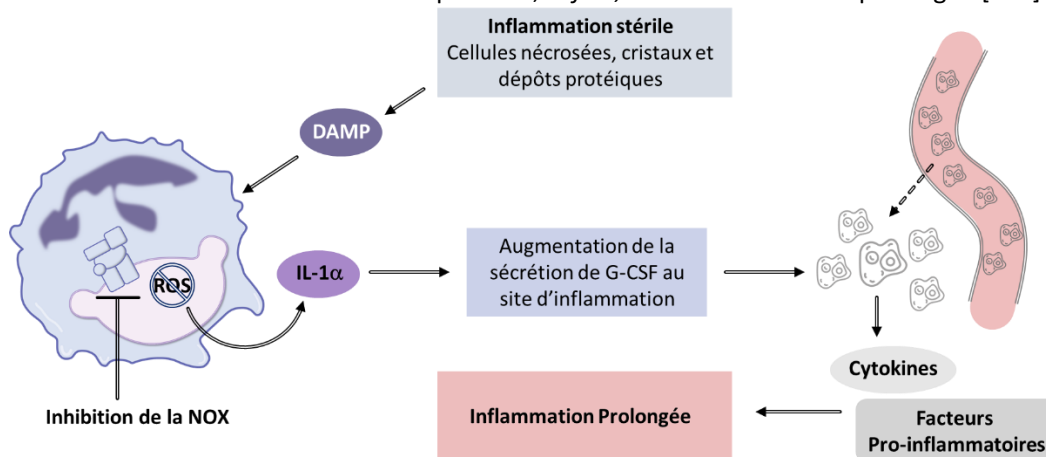 Inflammation stérile
Cellules nécrosées, cristaux et
dépôts protéiques
DAMP
ROS
IL-1α
Augmentation de la
sécrétion de G-CSF au
site d’inflammation
Cytokines
Inhibition de la NOX
Inflammation Prolongée
Facteurs
Pro-inflammatoires